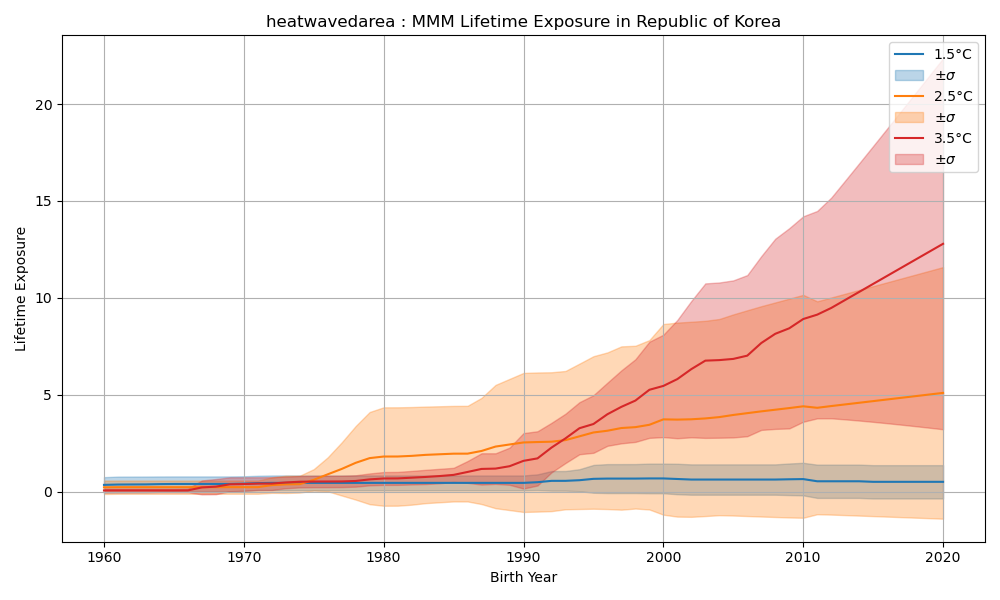 heatwavedarea : MMM Lifetime Exposure in Republic of Korea
1.5°C
±σ
2.5°C
±σ
3.5°C
±σ
Lifetime Exposure
20
15
10
5
0
1960 1970 1980 1990 2000 2010 2020
Birth Year